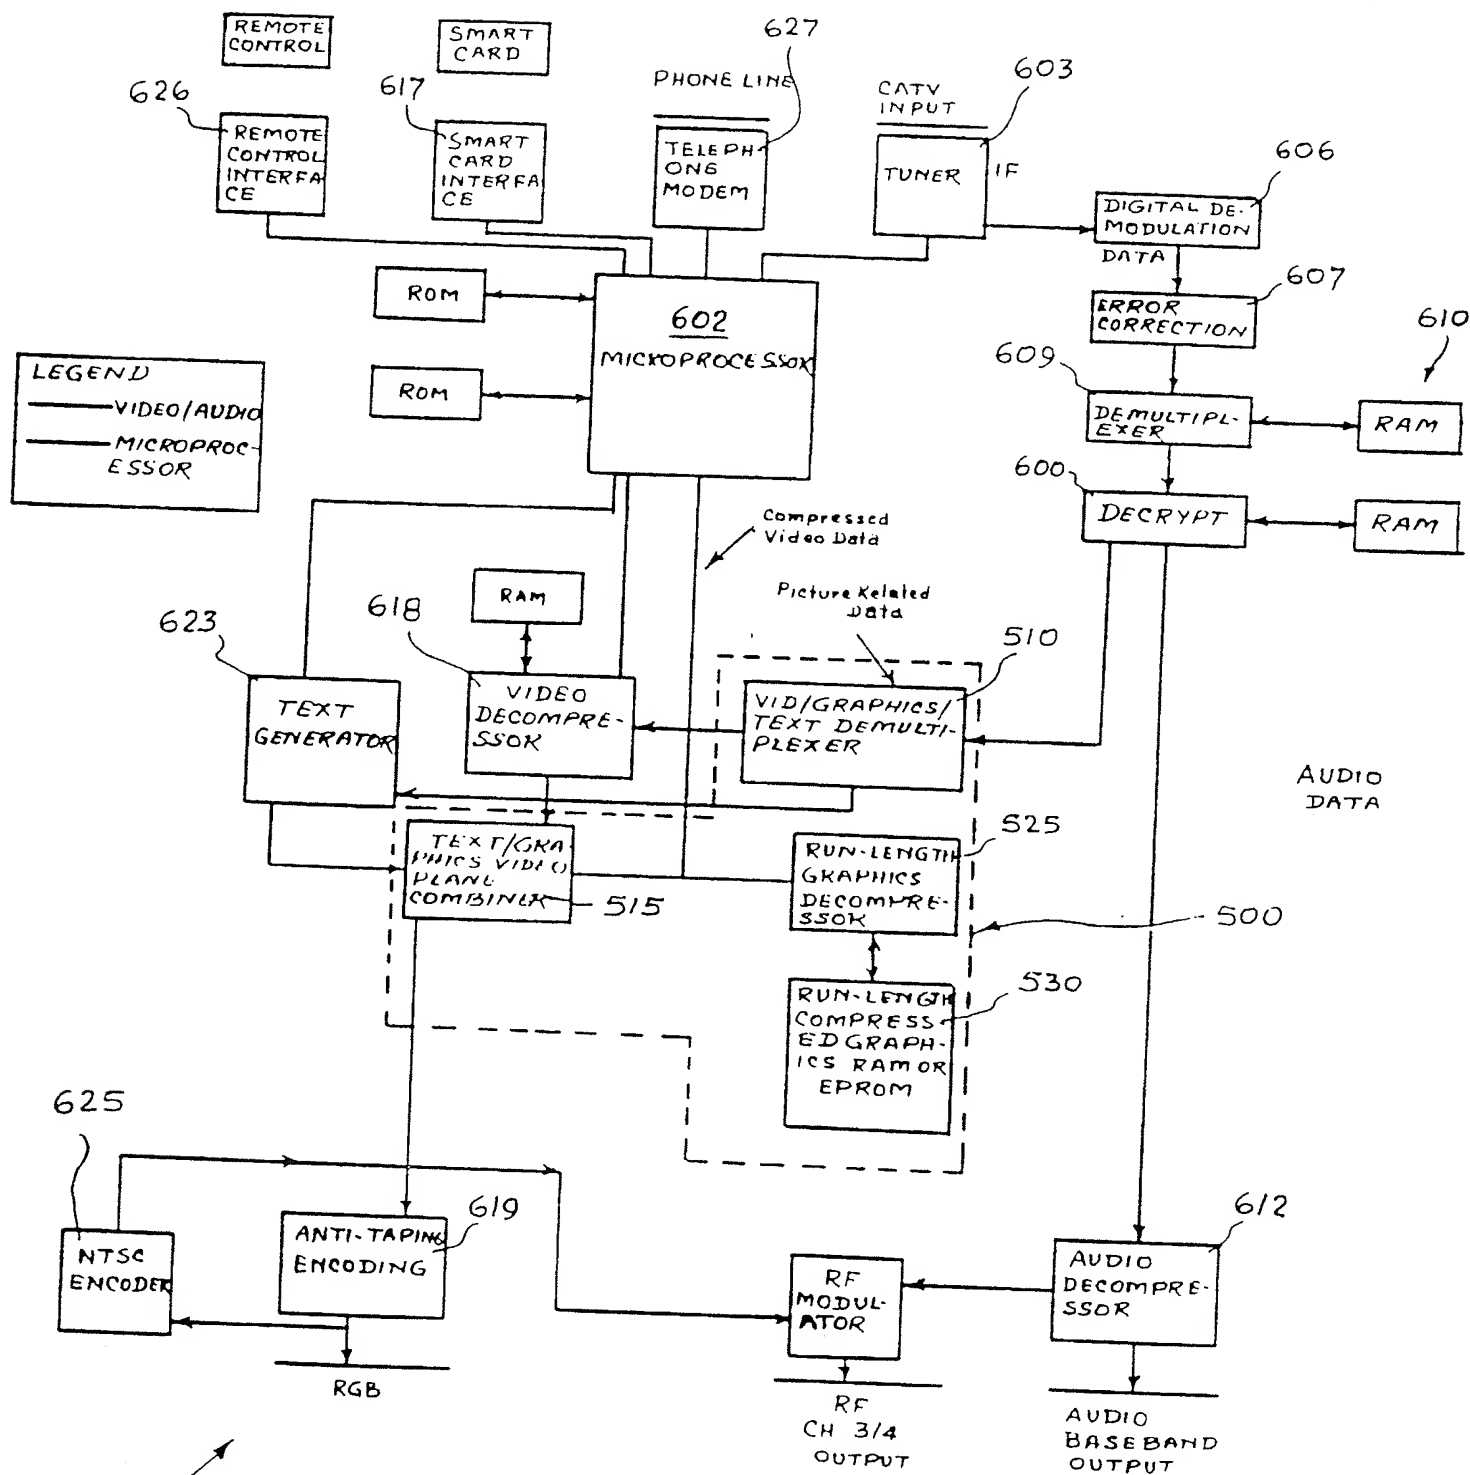 REMOTE
CONTROL
SMART
CARD
627
PHONE LINE
CATV
INPUT
603
626
617
REMOTE
CONTROL
INTERFA
CE
SMART
CARD
INTERFA
CE
TELEPH
ONE
MODEM
TUNER
IF
606
DIGITAL DE-
MODULATION
DATA
607
ROM
602
MICROPROCESSOR
ERROR
CORRECTION
610
609
LEGEND
VIDEO/AUDIO
MICROPROC-
ESSOR
ROM
DEMULTIPL-
EXER
RAM
600
DECRYPT
RAM
Compressed
Video Data
RAM
618
Picture Related
Data
623
510
TEXT
GENERATOR
VIDEO
DECOMPRE-
SSOR
VID/GRAPHICS/
TEXT DEMULTI-
PLEXER
AUDIO
DATA
525
TEXT/GRA
PHICS VIDEO
PLANE
COMBINER
515
RUN-LENGTH
GRAPHICS
DECOMPRE-
SSOR
500
530
RUN-LENGTH
COMPRESS
ED GRAPH-
ICS RAM OR
EPROM
625
619
612
NTSC
ENCODER
ANTI-TAPING
ENCODING
RF
MODUL-
ATOR
AUDIO
DECOMPRE-
SSOR
RGB
RF
CH 3/4
OUTPUT
AUDIO
BASEBAND
OUTPUT